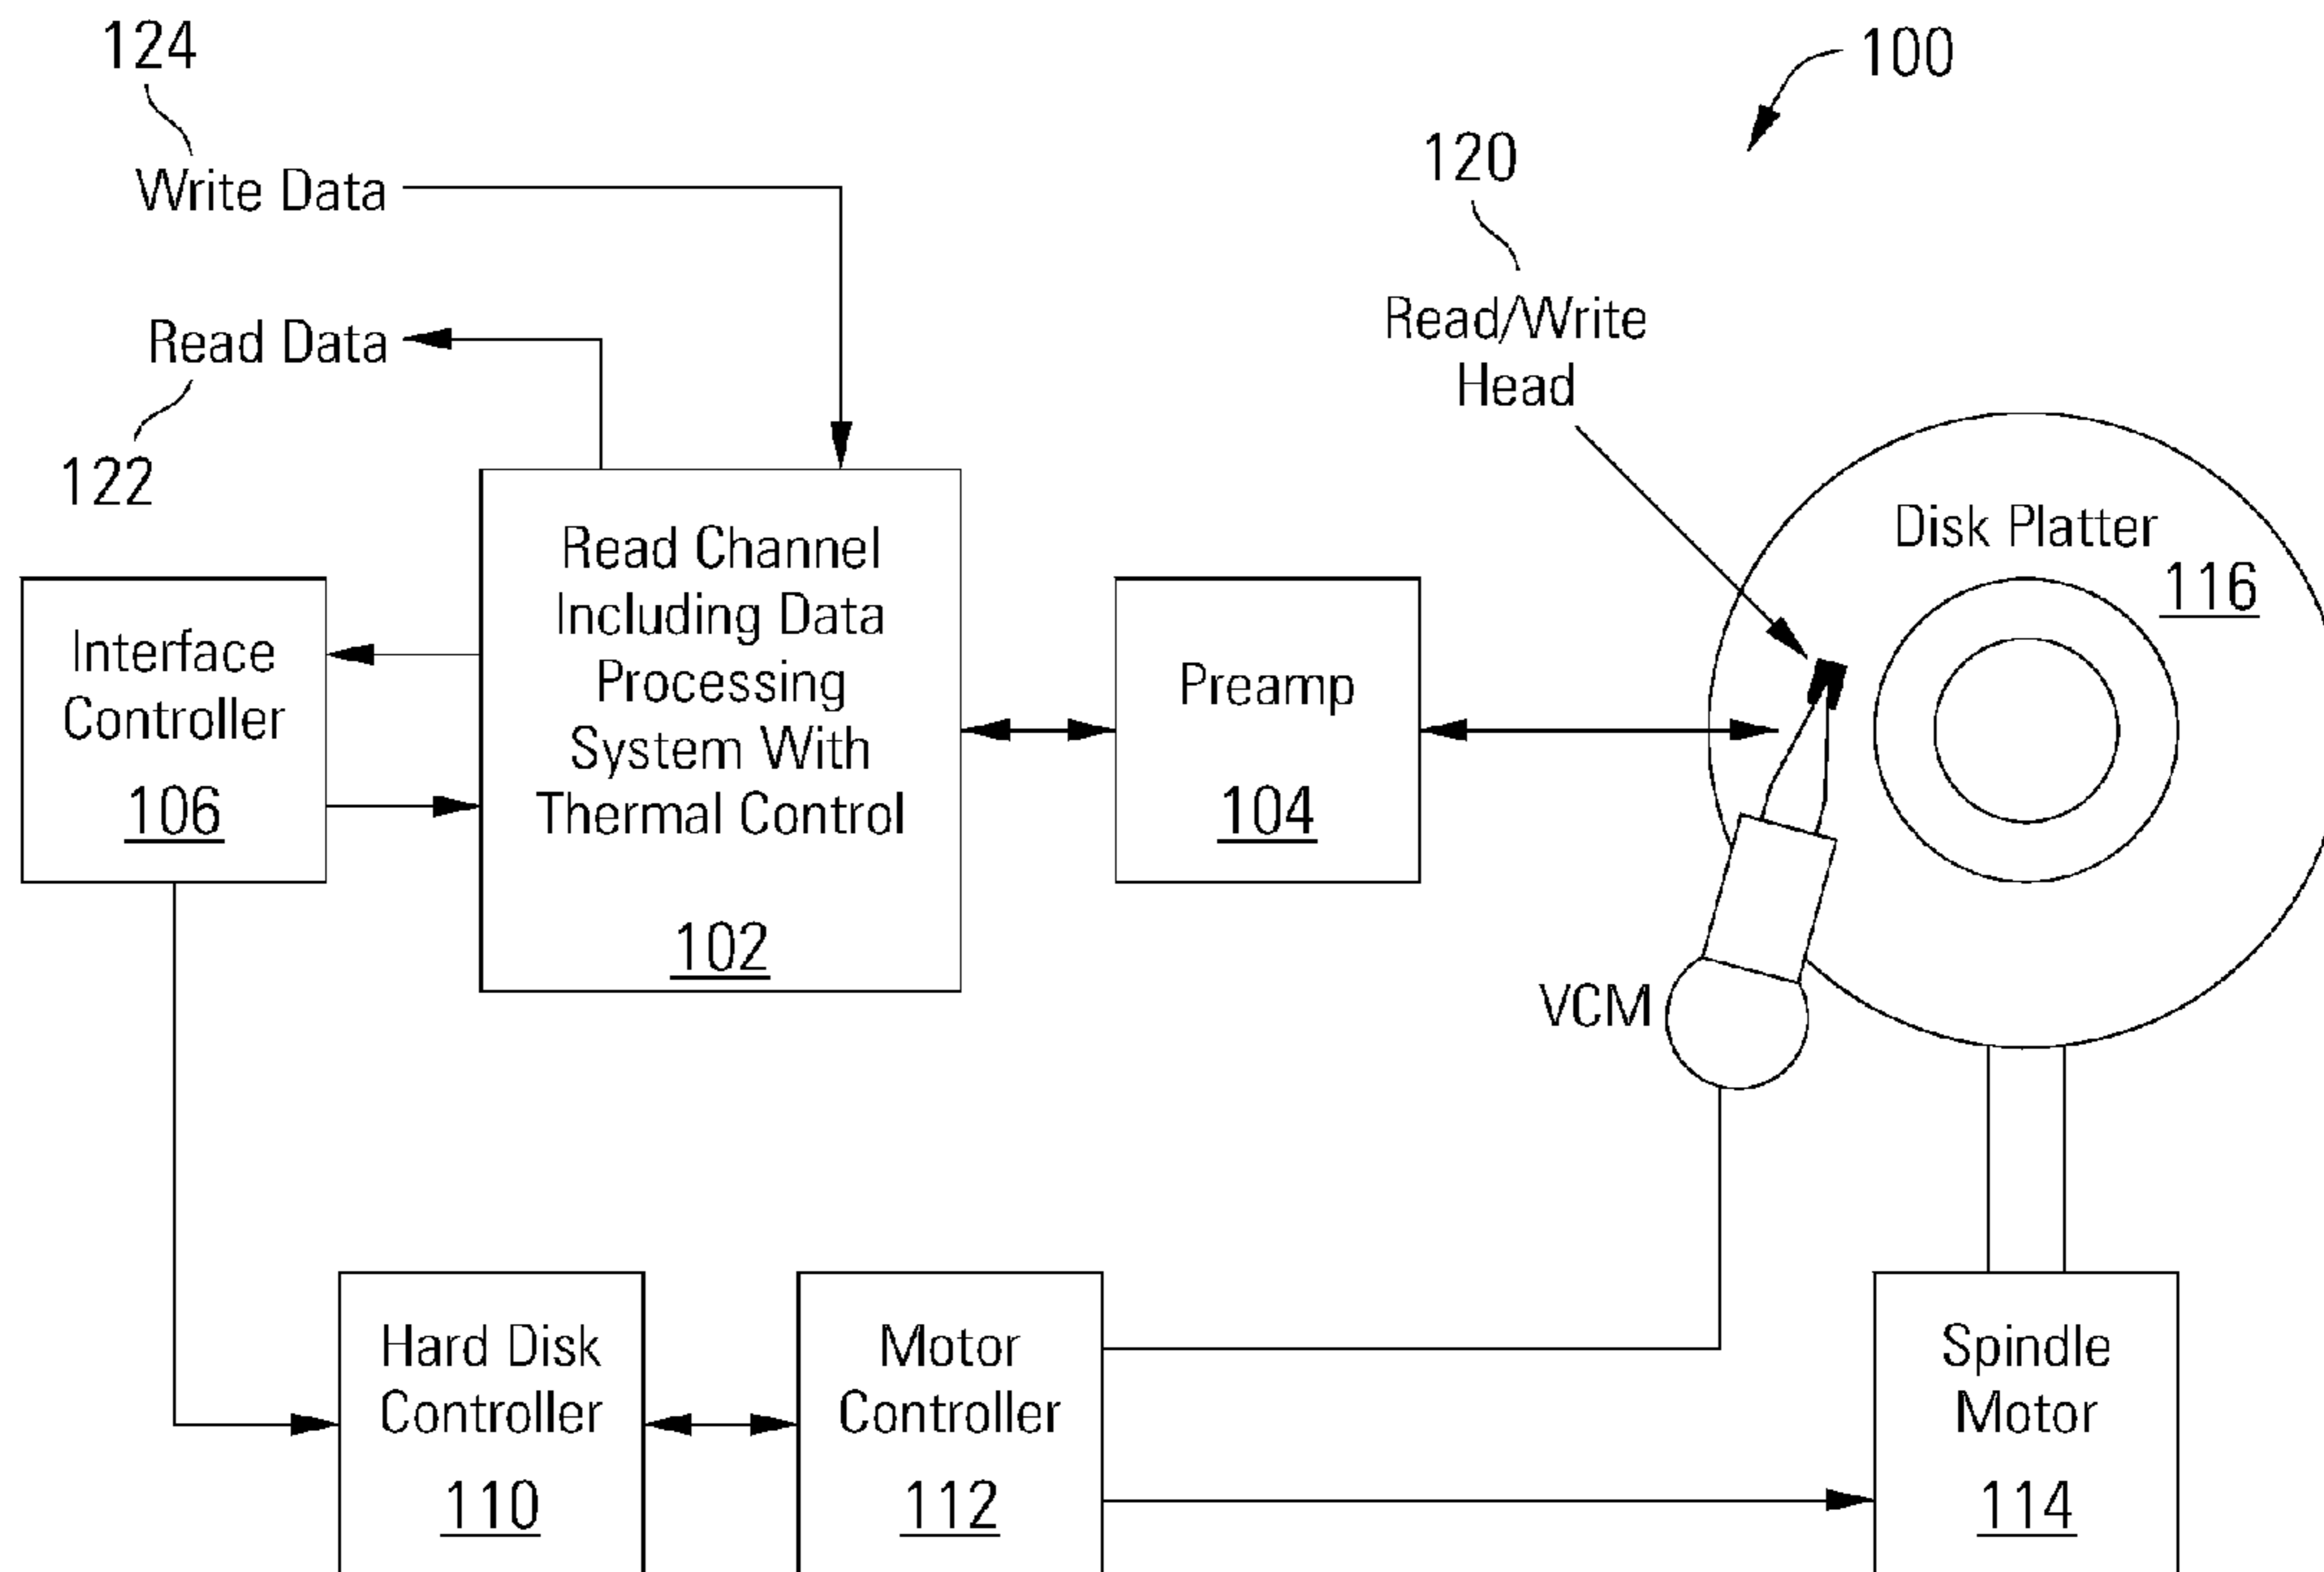 124
100
Write Data
120
Read/Write
Head
Read Data
122
Disk Platter
116
Read Channel
Including Data
Processing
System With
Thermal Control
102
Interface
Controller
106
Preamp
104
VCM
Hard Disk
Controller
110
Motor
Controller
112
Spindle
Motor
114